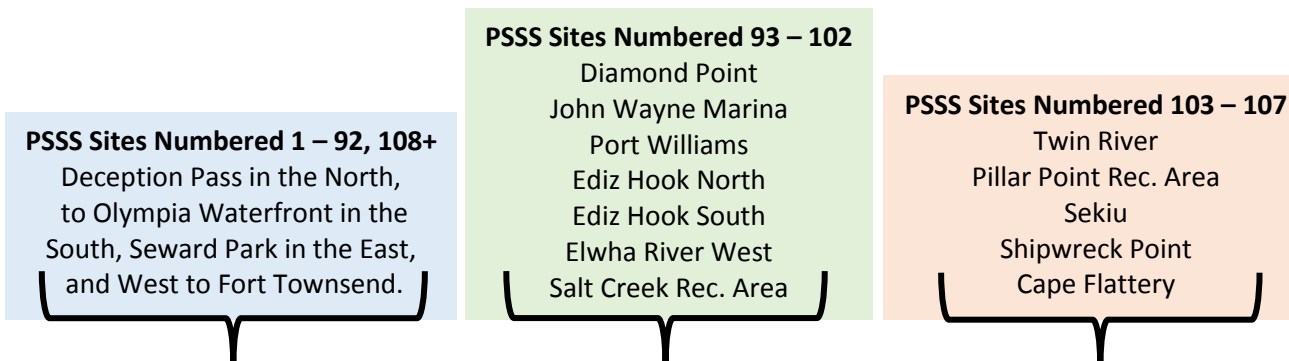 PSSS Sites Numbered 1 – 92, 108+
Deception Pass in the North,
to Olympia Waterfront in the
South, Seward Park in the East,
and West to Fort Townsend.
PSSS Sites Numbered 93 – 102
Diamond Point
John Wayne Marina
Port Williams
Ediz Hook North
Ediz Hook South
Elwha River West
Salt Creek Rec. Area
PSSS Sites Numbered 103 – 107
Twin River
Pillar Point Rec. Area
Sekiu
Shipwreck Point
Cape Flattery